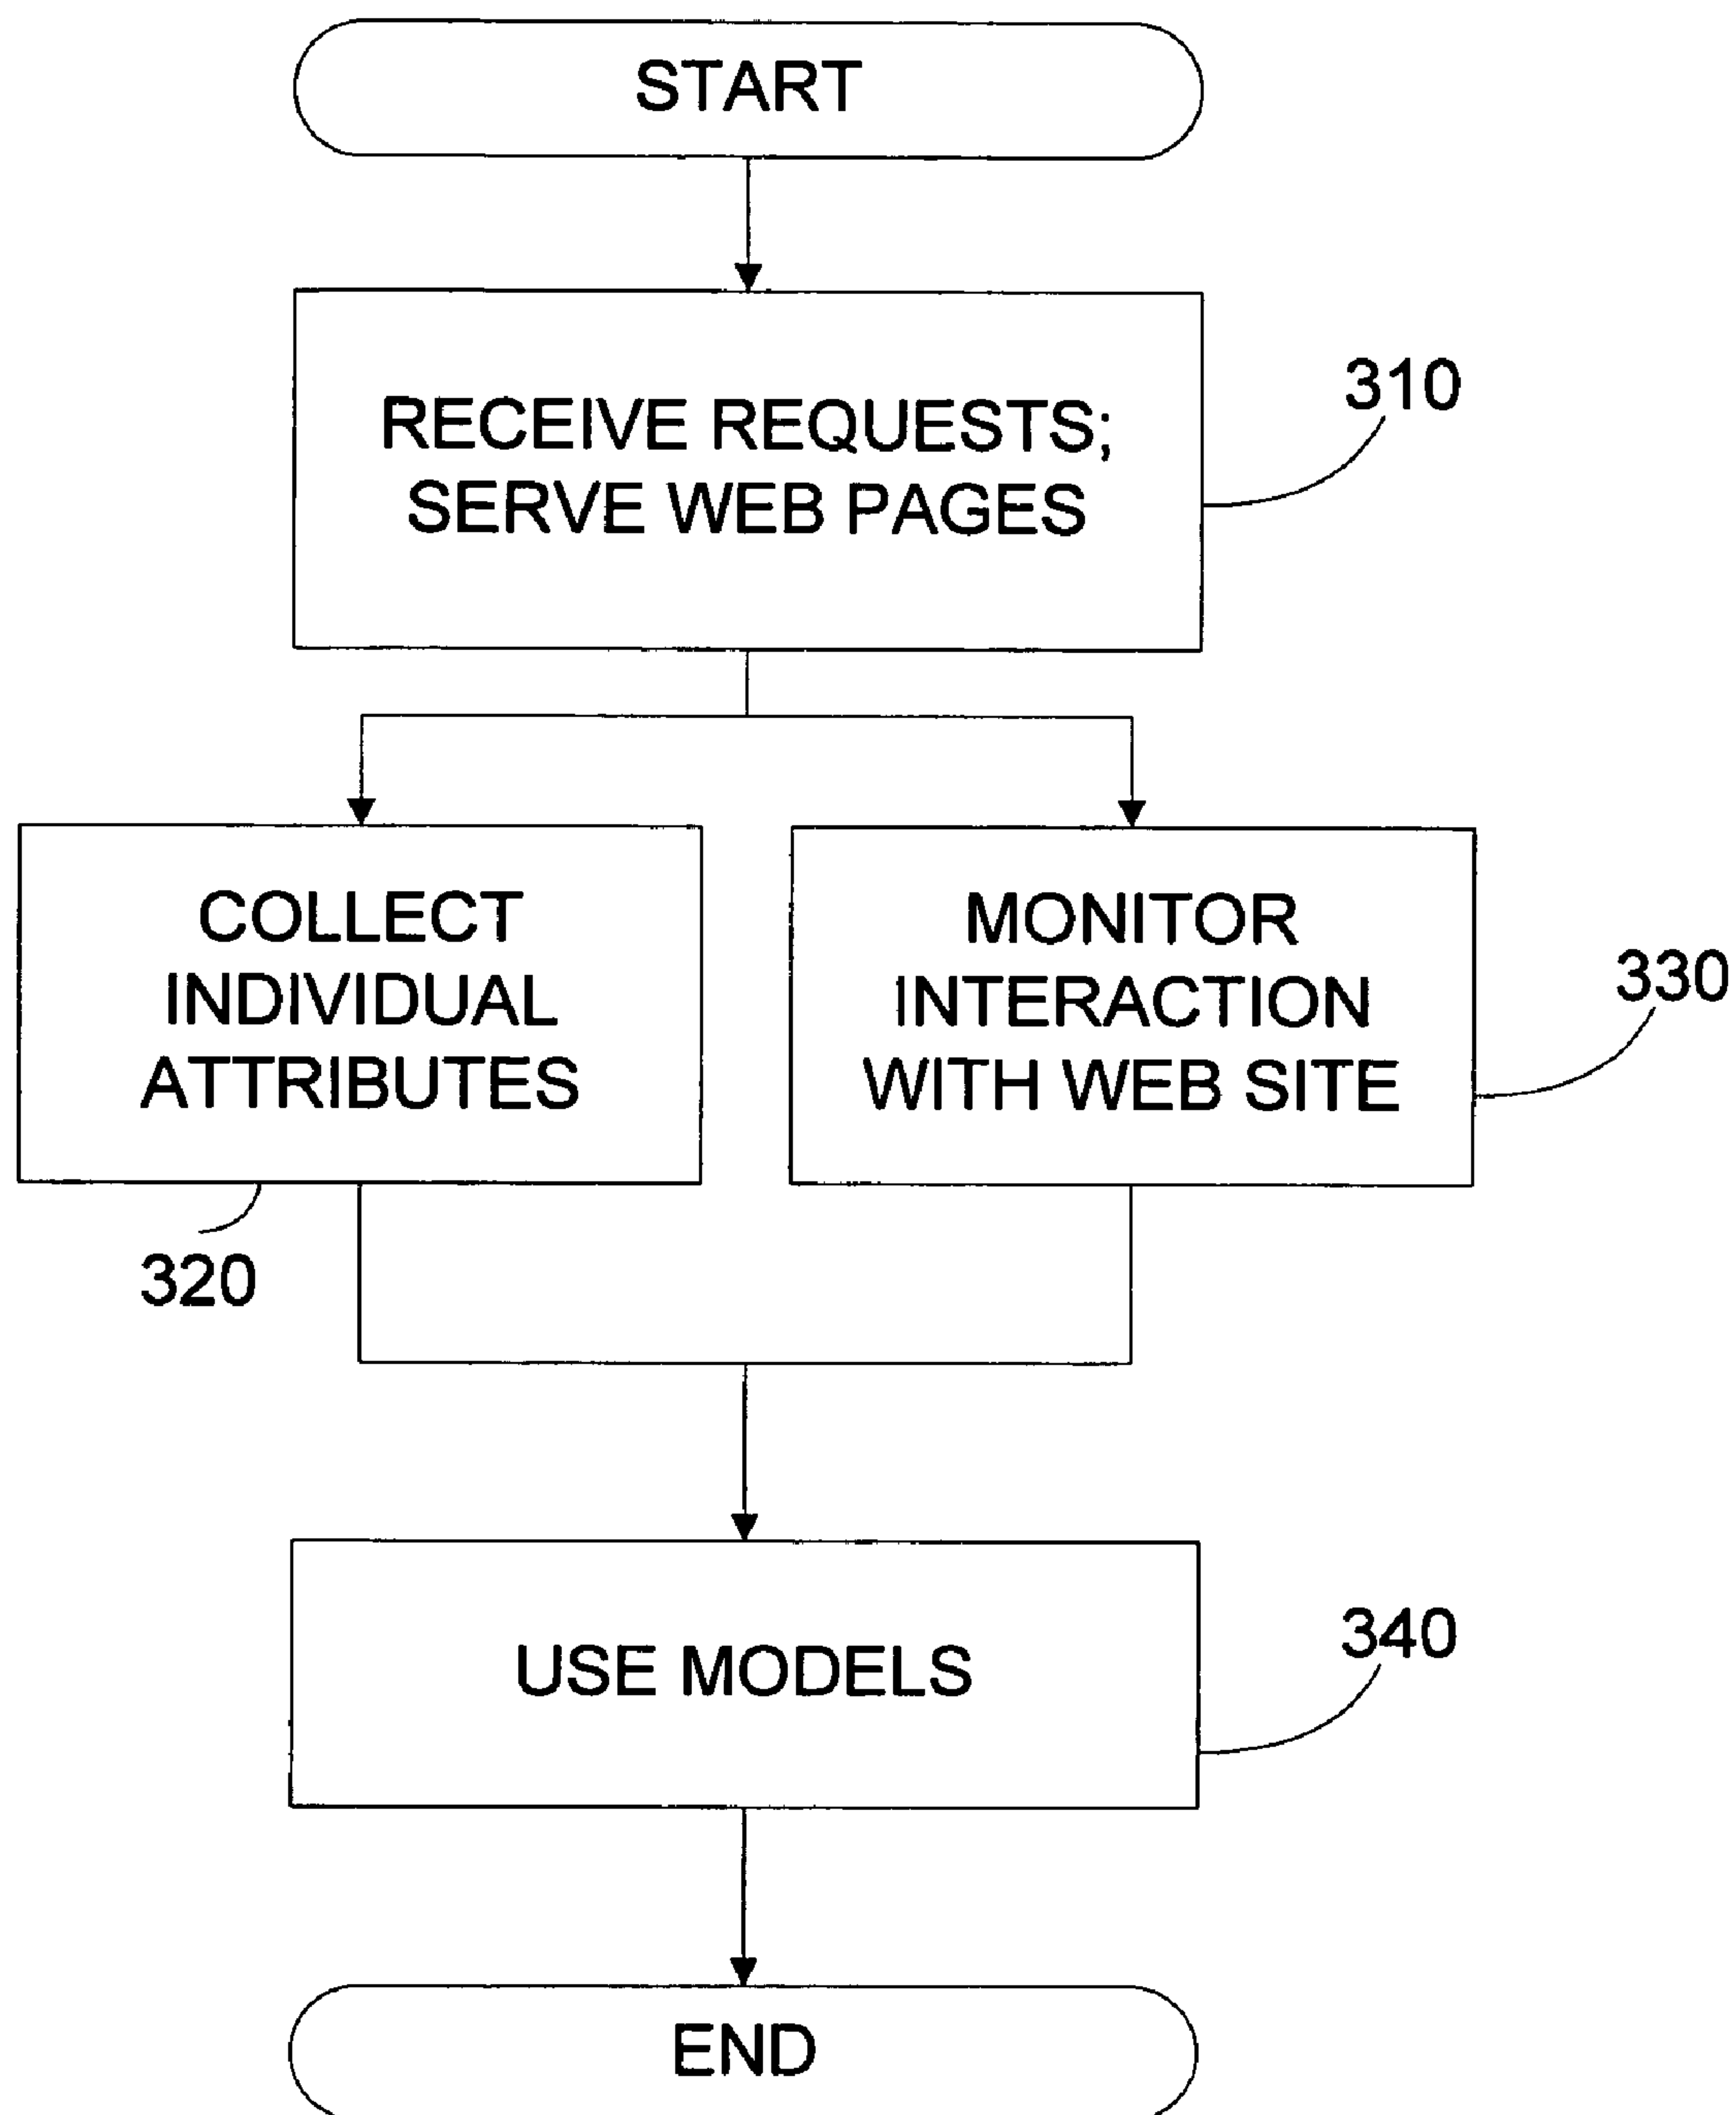 START
RECEIVE REQUESTS;
SERVE WEB PAGES
310
COLLECT
INDIVIDUAL
ATTRIBUTES
320
MONITOR
INTERACTION
WITH WEB SITE
330
USE MODELS
340
END